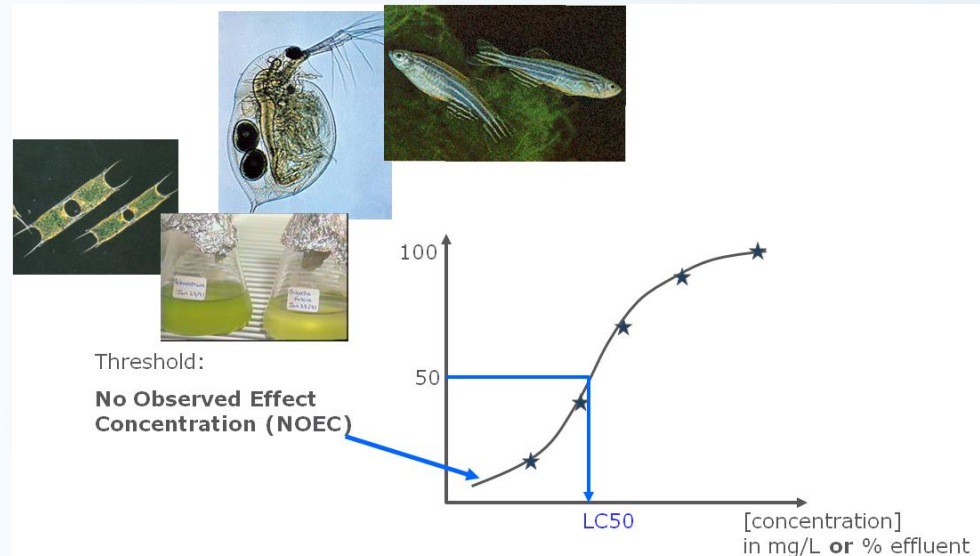 100
50
Threshold:
No Observed Effect
Concentration (NOEC)
LC50
[concentration]
in mg/L or % effluent